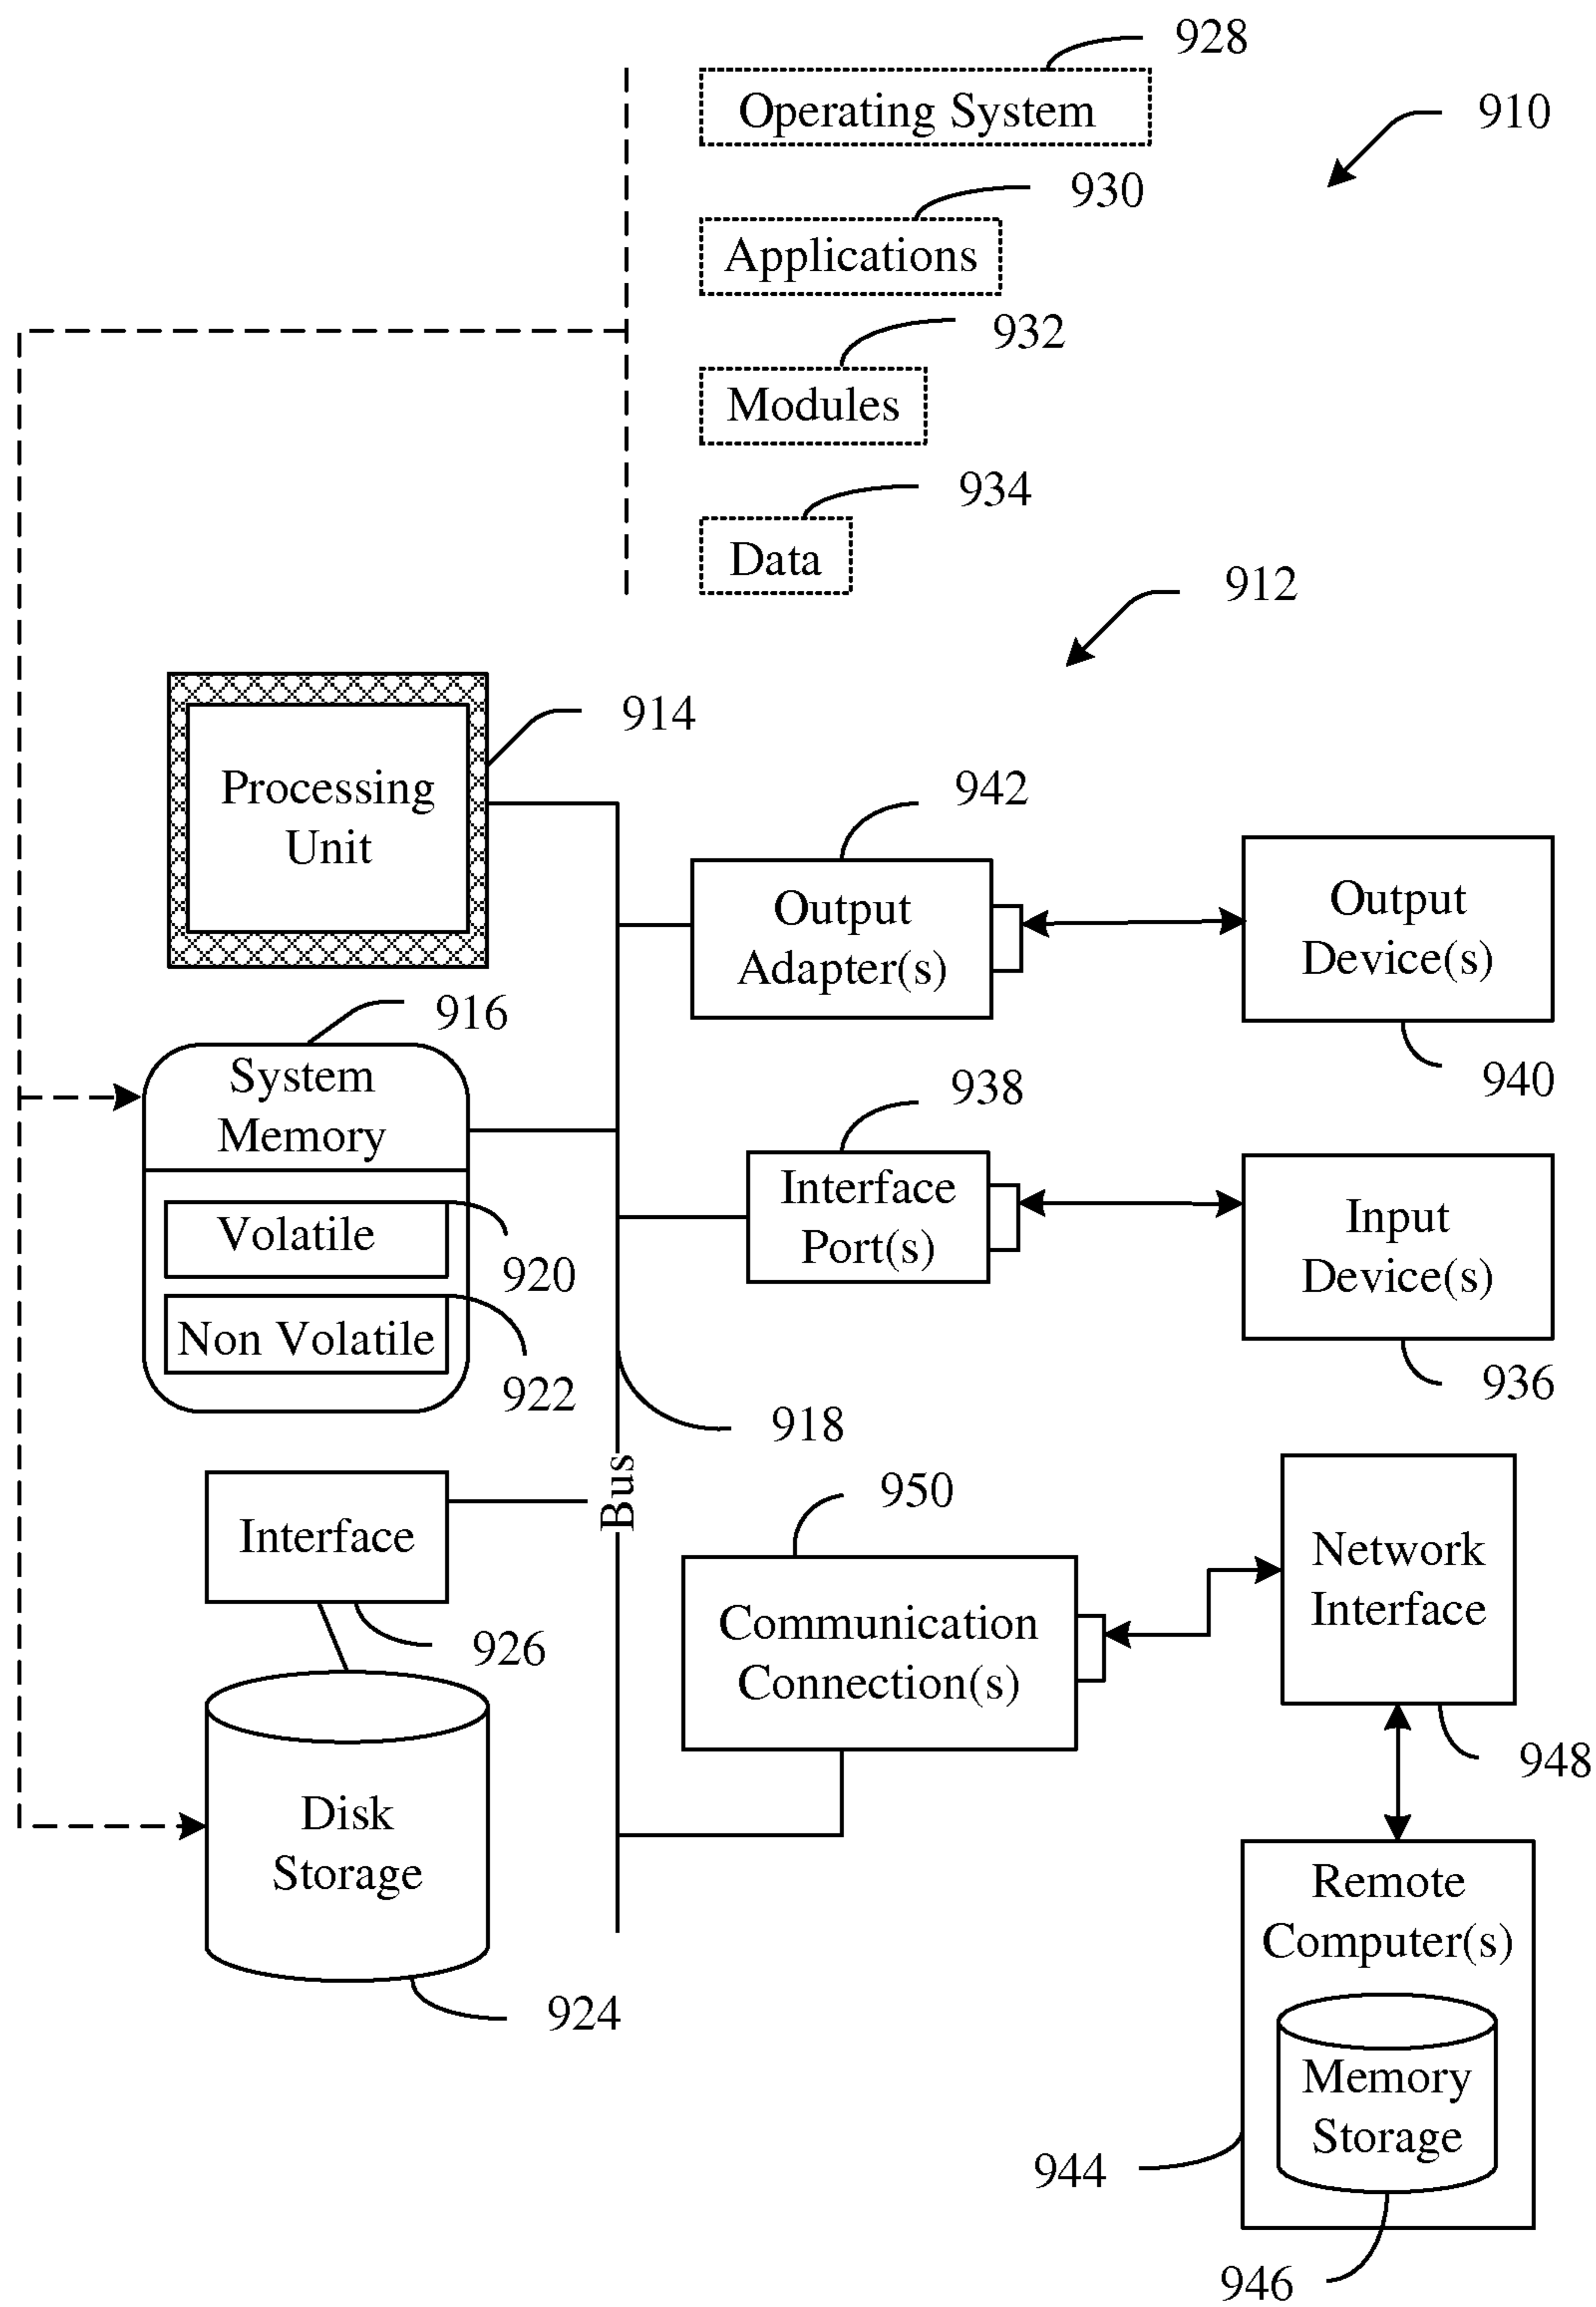 928
Operating System
910
930
Applications
932
Modules
934
Data
912
914
Processing
Unit
942
Output
Adapter(s)
Output
Device(s)
940
916
System
Memory
938
Interface
Port(s)
Input
Device(s)
936
Volatile
920
Non Volatile
922
918
Bus
950
Interface
926
Communication
Connection(s)
Network
Interface
948
Disk
Storage
924
Remote
Computer(s)
Memory
Storage
944
946